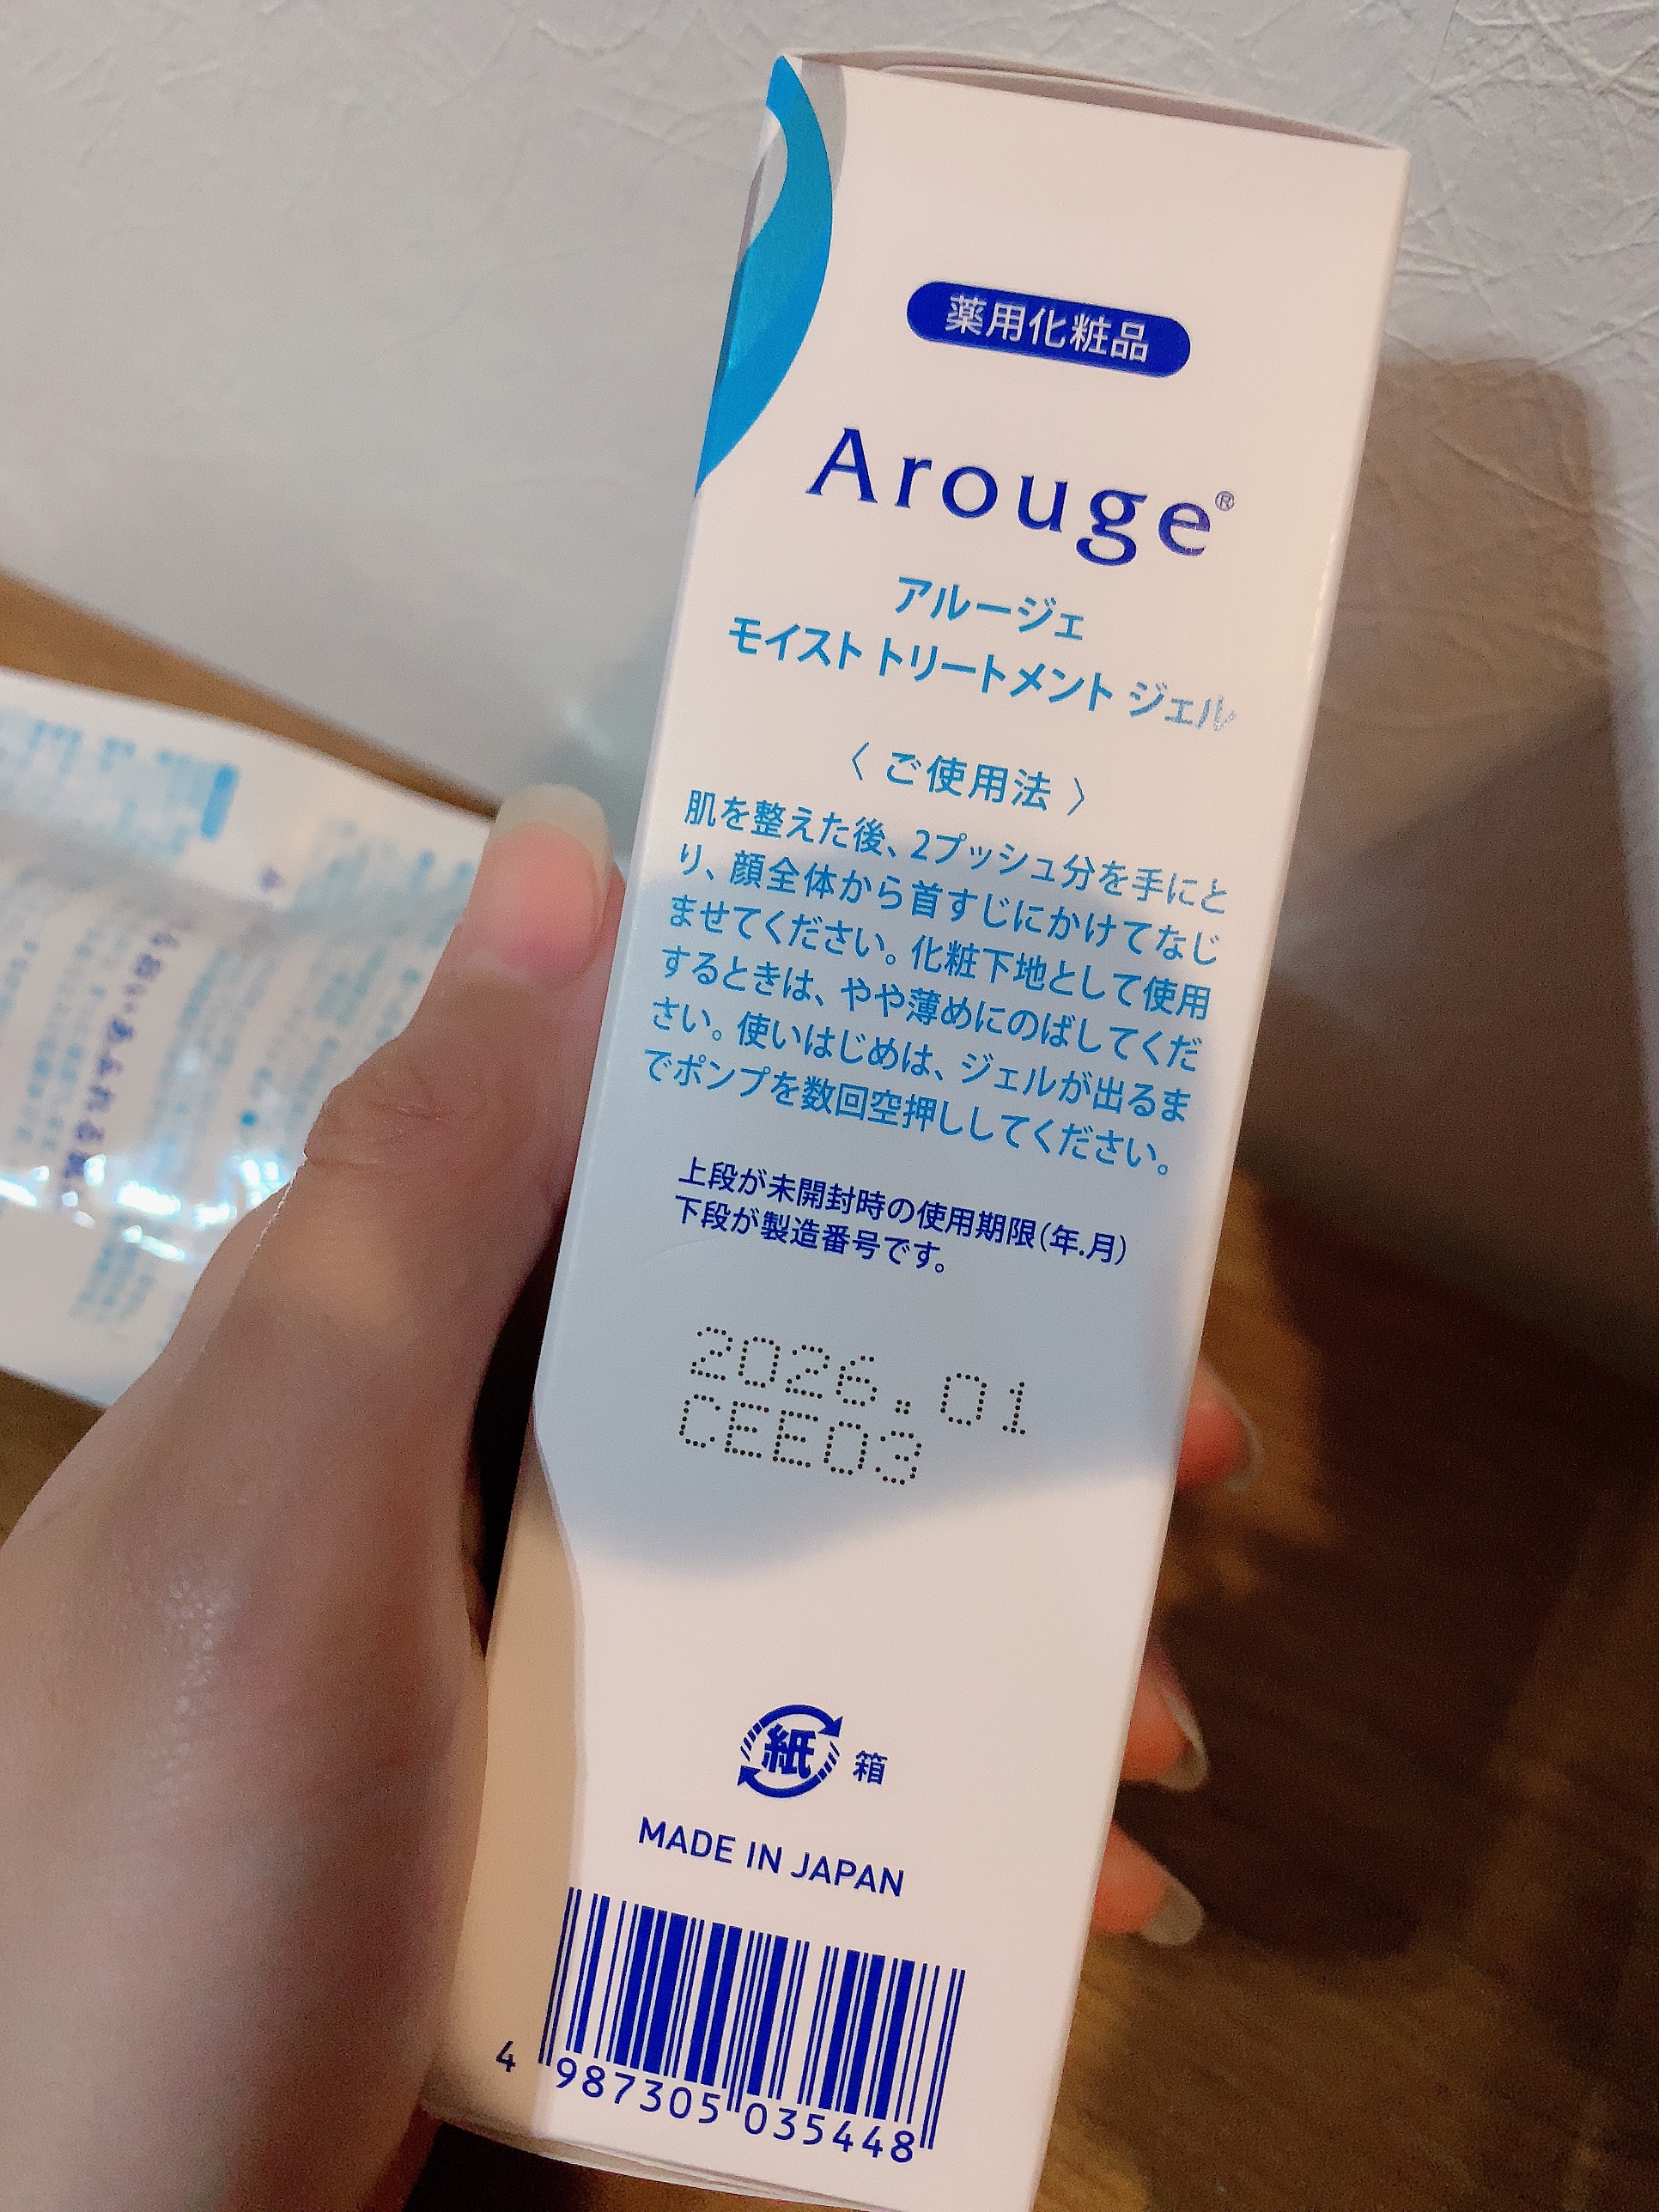 薬用化粧品
Arouge®
アルージェ
モイスト トリートメント ジェル
〈 ご使用法 〉
肌を整えた後、2プッシュ分を手にと
り、顔全体から首すじにかけてなじ
ませてください。化粧下地として使用
するときは、やや薄めにのばしてくだ
さい。使いはじめは、ジェルが出るま
でポンプを数回空押ししてください。
上段が未開封時の使用期限(年.月)
下段が製造番号です。
2026.01
CEE03
紙 箱
MADE IN JAPAN
4 987305 035448